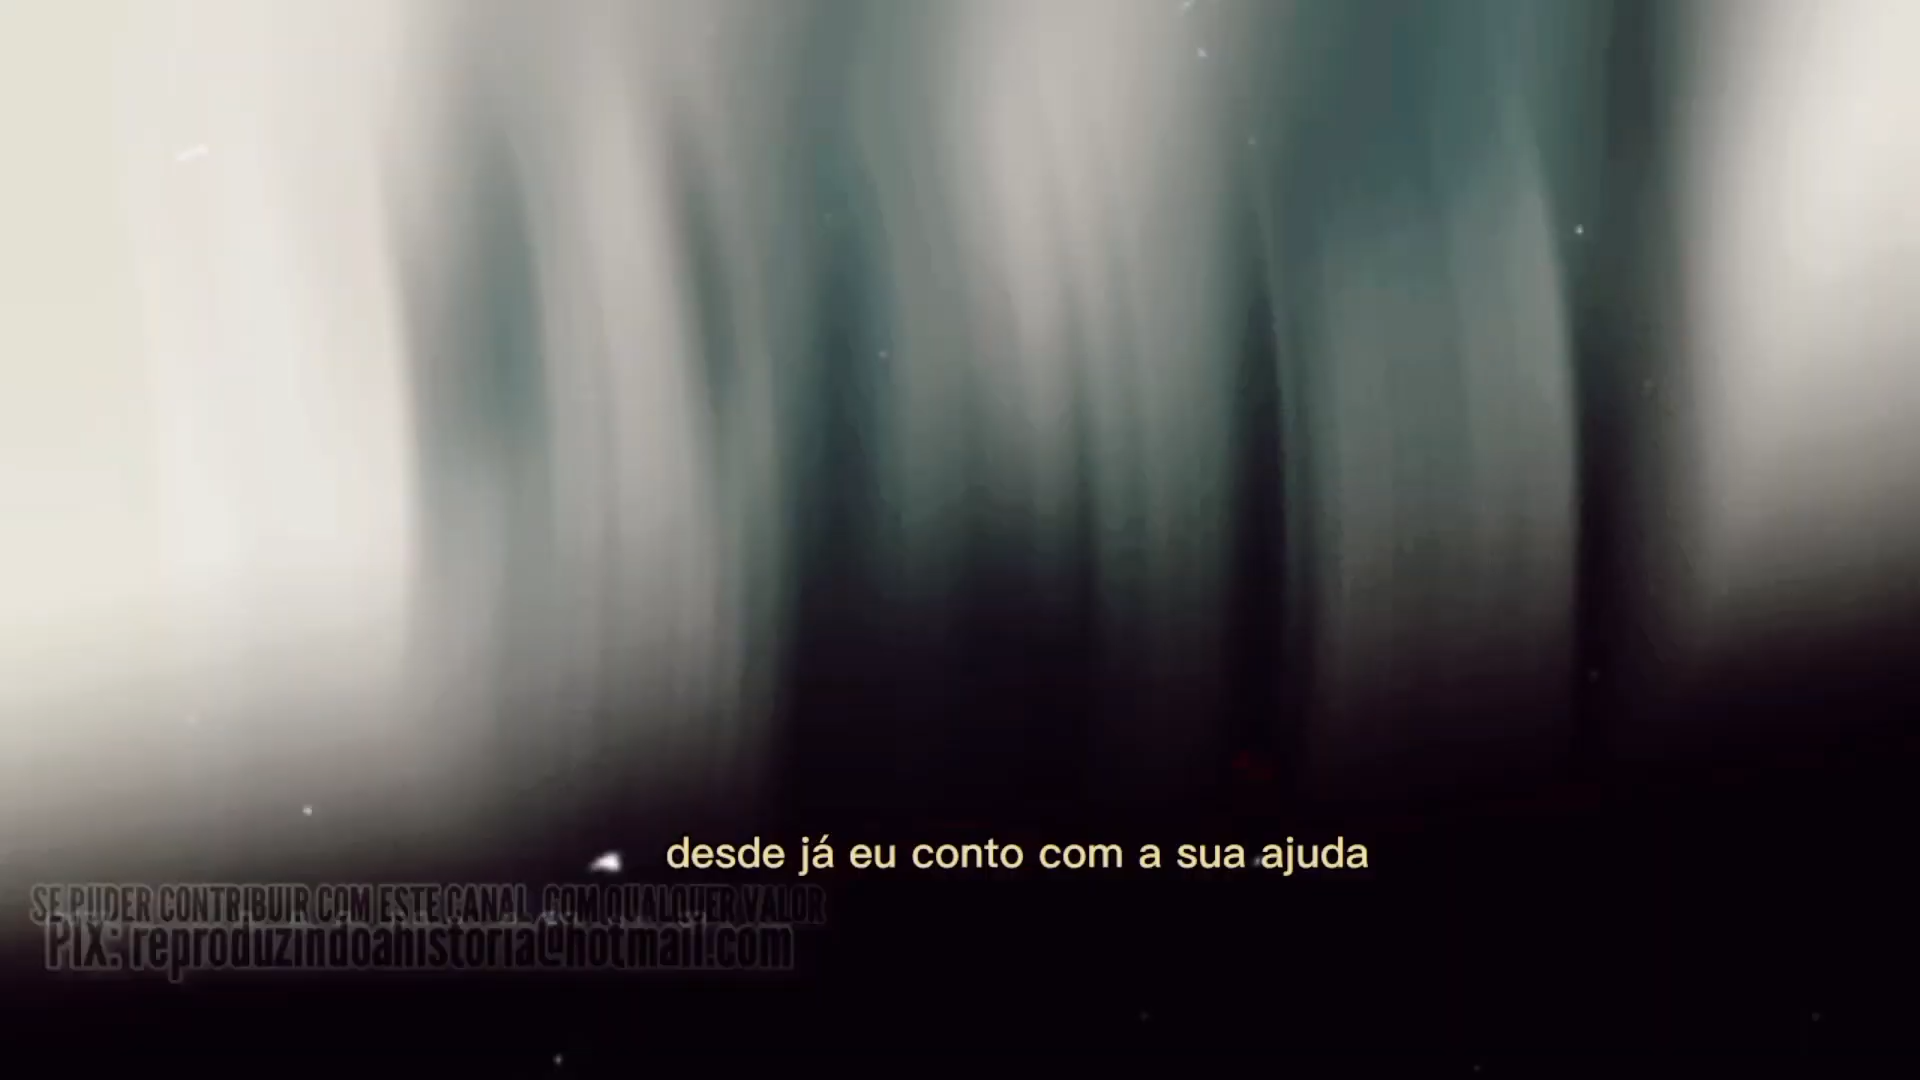 desde já eu conto com a sua ajuda
SE PUDER CONTRIBUIR COM ESTE CANAL, COM QUALQUER VALOR
PIX: reproduzindoahistoria@hotmail.com